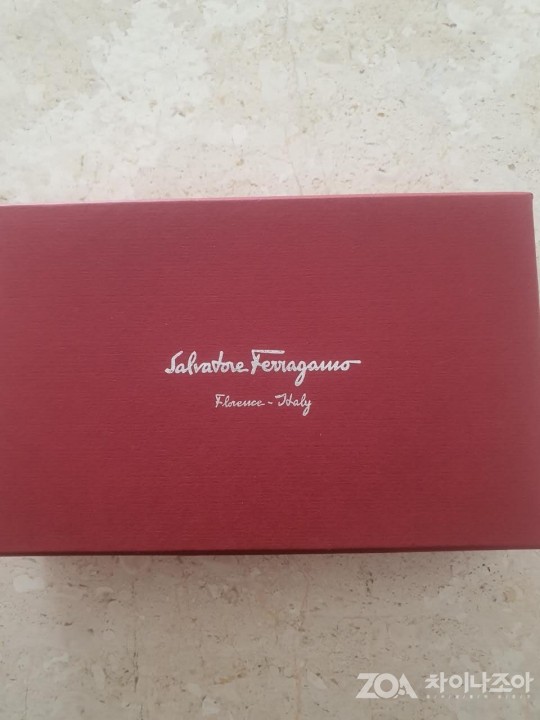 Salvatore Ferragamo
Florence - Italy
ZOA 차이나조아